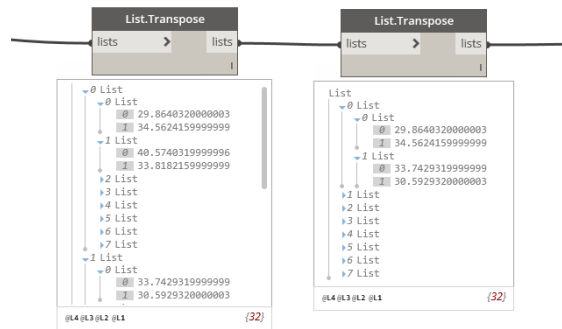 List.Transpose
lists > lists
l
0 List
0 List
0 29.8640320000003
1 34.5624159999999
1 List
0 40.5740319999996
1 33.8182159999999
2 List
3 List
4 List
5 List
6 List
7 List
1 List
0 List
0 33.7429319999999
1 30.5929320000003
@L4 @L3 @L2 @L1 {32}
List.Transpose
lists > lists
l
List
0 List
0 List
0 29.8640320000003
1 34.5624159999999
1 List
0 33.7429319999999
1 30.5929320000003
1 List
2 List
3 List
4 List
5 List
6 List
7 List
@L4 @L3 @L2 @L1 {32}